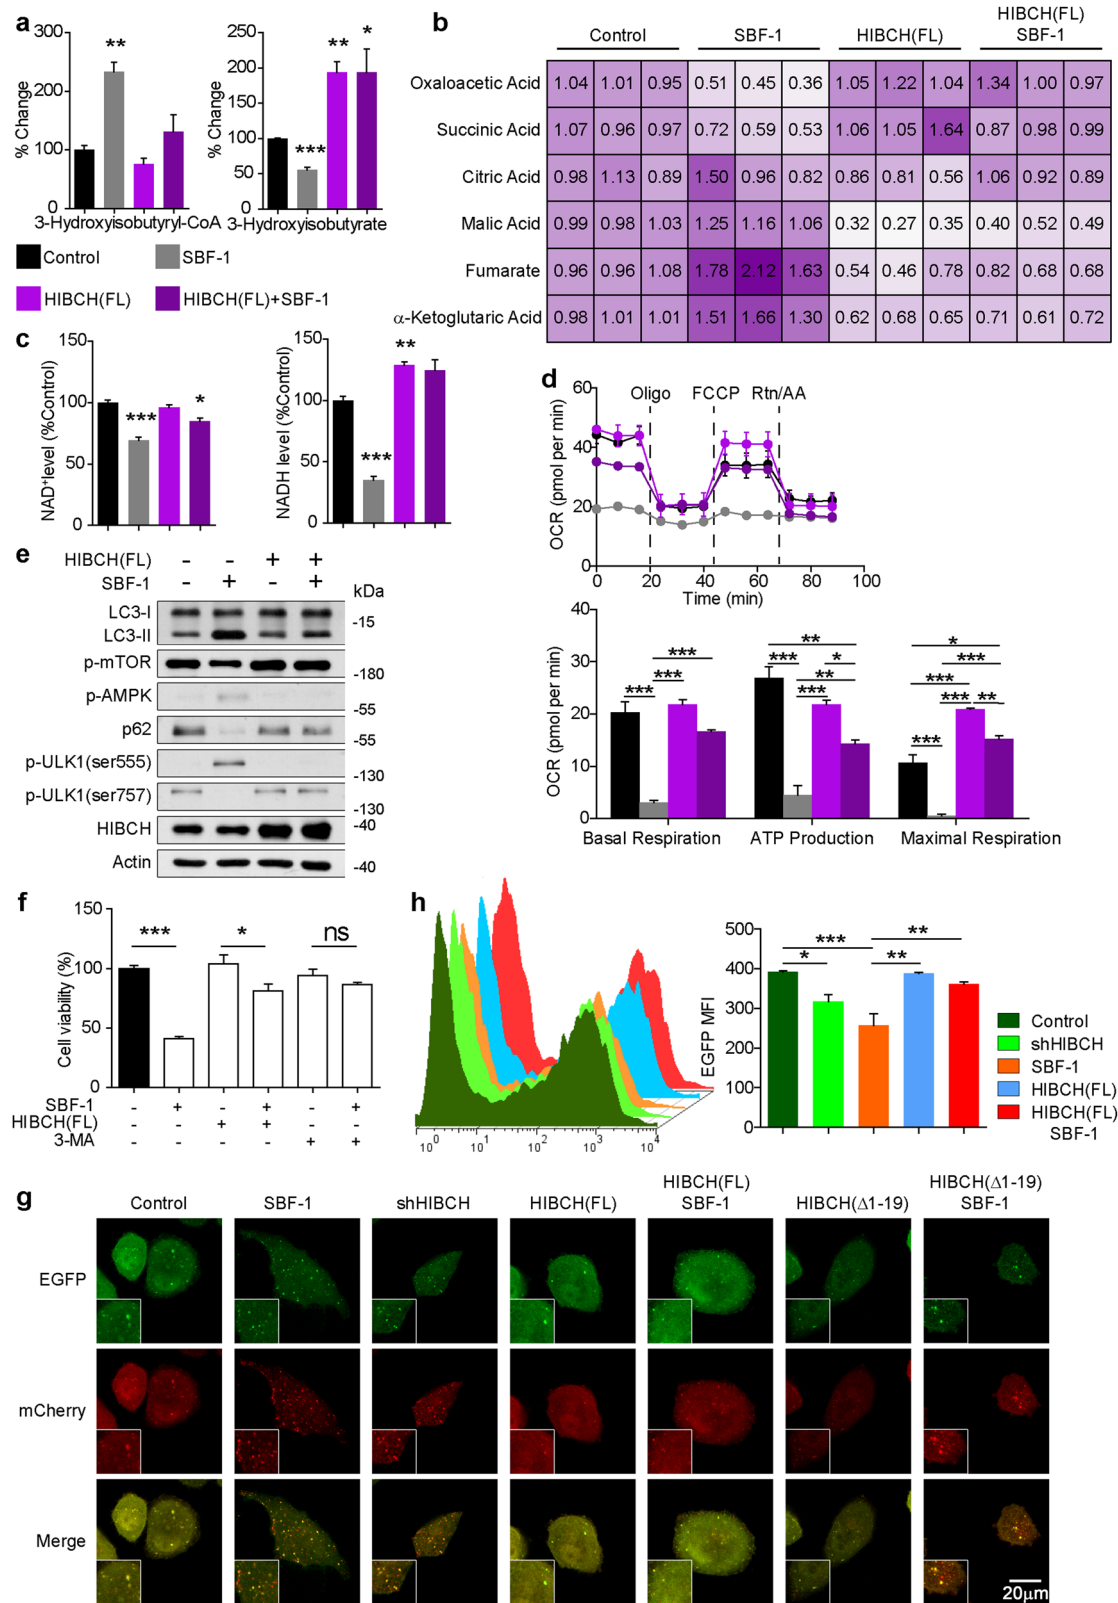 a
% Change
300
200
100
0
**
3-Hydroxyisobutyryl-CoA
% Change
250
200
150
100
50
0
***
**
*
3-Hydroxyisobutyrate
Control
SBF-1
HIBCH(FL)
HIBCH(FL)+SBF-1
b
Control SBF-1 HIBCH(FL) HIBCH(FL) SBF-1
Oxaloacetic Acid 1.04 1.01 0.95 0.51 0.45 0.36 1.05 1.22 1.04 1.34 1.00 0.97
Succinic Acid 1.07 0.96 0.97 0.72 0.59 0.53 1.06 1.05 1.64 0.87 0.98 0.99
Citric Acid 0.98 1.13 0.89 1.50 0.96 0.82 0.86 0.81 0.56 1.06 0.92 0.89
Malic Acid 0.99 0.98 1.03 1.25 1.16 1.06 0.32 0.27 0.35 0.40 0.52 0.49
Fumarate 0.96 0.96 1.08 1.78 2.12 1.63 0.54 0.46 0.78 0.82 0.68 0.68
α-Ketoglutaric Acid 0.98 1.01 1.01 1.51 1.66 1.30 0.62 0.68 0.65 0.71 0.61 0.72
c
NAD⁺level (%Control)
150
100
50
0
***
*
NADH level (%Control)
150
100
50
0
***
**
d
OCR (pmol per min)
60
40
20
0
Oligo FCCP Rtn/AA
0 20 40 60 80 100
Time (min)
OCR (pmol per min)
40
30
20
10
0
*** *** ***
** *** * ** ***
* *** *** *** ** ***
Basal Respiration ATP Production Maximal Respiration
e
HIBCH(FL) - - + +
SBF-1 - + - +
kDa
LC3-I
-15
LC3-II
p-mTOR
-180
p-AMPK
-55
p62
-55
p-ULK1(ser555)
-130
p-ULK1(ser757)
-130
HIBCH -40
Actin
-40
f
Cell viability (%)
150
100
50
0
*** * ns
SBF-1 - + - + - +
HIBCH(FL) - - + + - -
3-MA - - - - + +
h
10⁰ 10¹ 10² 10³ 10⁴
EGFP MFI
500
400
300
200
100
0
*** **
* **
Control
shHIBCH
SBF-1
HIBCH(FL)
HIBCH(FL)
SBF-1
g
Control SBF-1 shHIBCH HIBCH(FL) HIBCH(FL) SBF-1 HIBCH(Δ1-19) HIBCH(Δ1-19) SBF-1
EGFP
mCherry
Merge
20μm